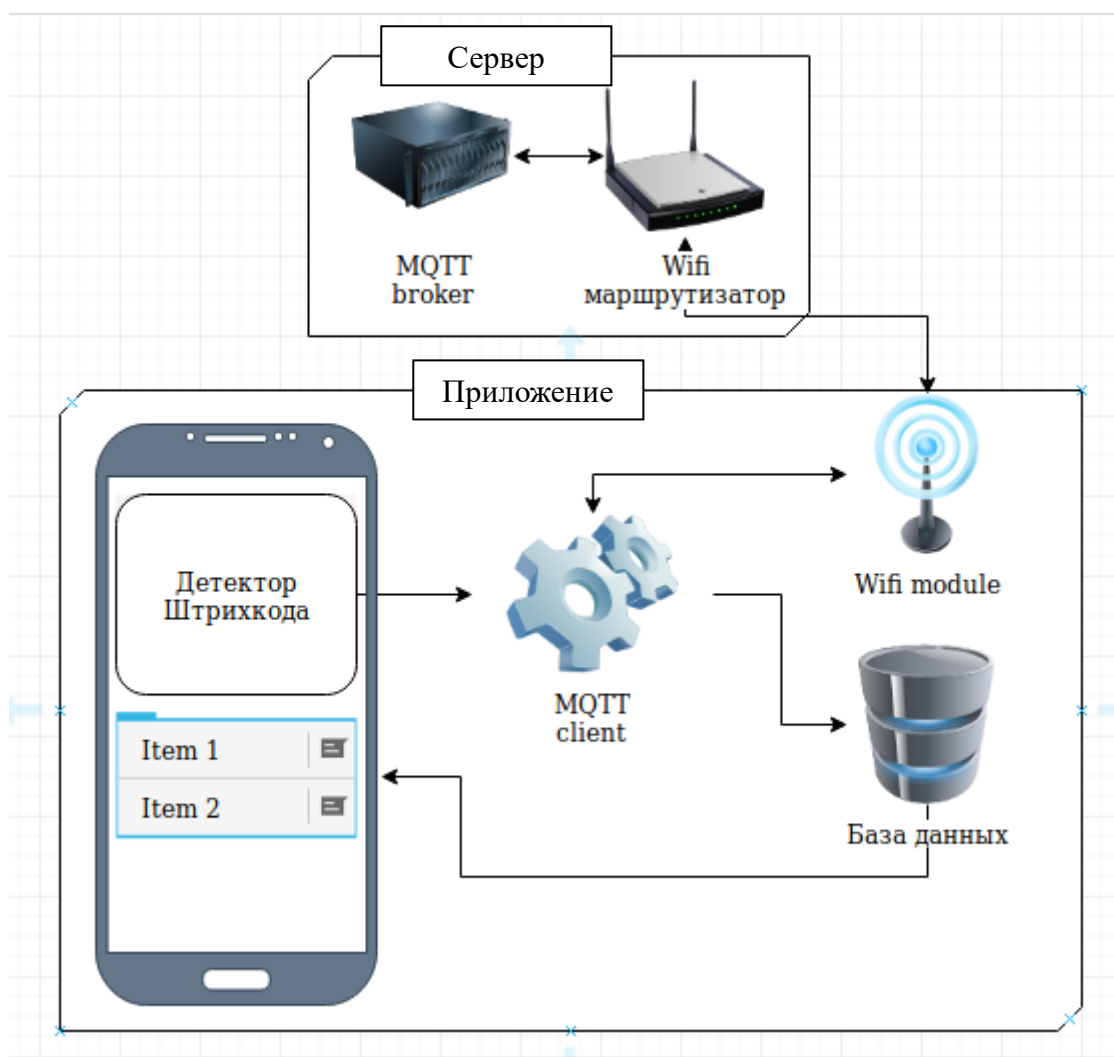 Сервер
MQTT
broker
Wifi
маршрутизатор
Приложение
Детектор
Штрихкода
Item 1
Item 2
MQTT
client
Wifi module
База данных